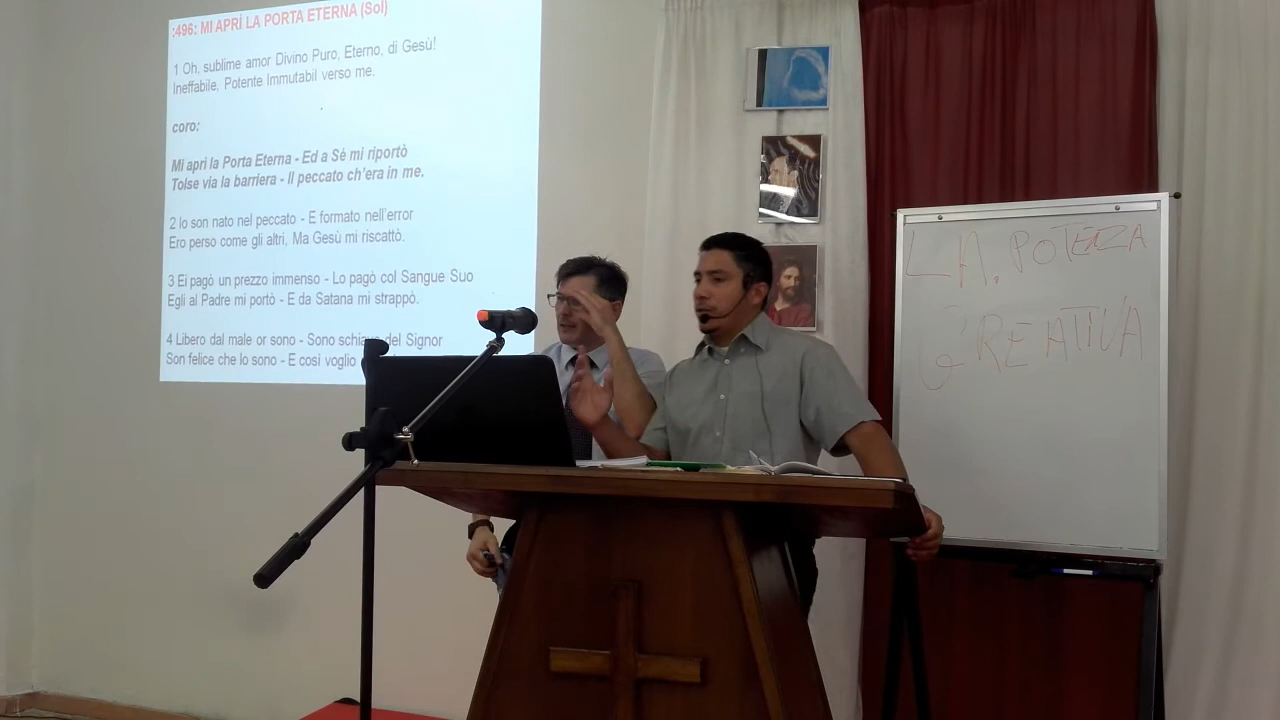 :496: MI APRÌ LA PORTA ETERNA (Sol)
1 Oh, sublime amor Divino Puro, Eterno, di Gesù!
Ineffabile, Potente Immutabil verso me.
coro:
Mi aprì la Porta Eterna - Ed a Sé mi riportò
Tolse via la barriera - Il peccato ch'era in me.
2 Io son nato nel peccato - E formato nell'error
Ero perso come gli altri, Ma Gesù mi riscattò.
3 Ei pagò un prezzo immenso - Lo pagò col Sangue Suo
Egli al Padre mi portò - E da Satana mi strappò.
4 Libero dal male or sono - Sono schiavo del Signor
Son felice che lo sono - E così voglio
LA POTEZA
CREATIVA